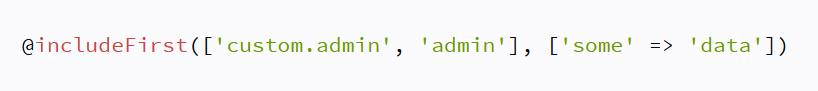 @includeFirst(['custom.admin', 'admin'], ['some' => 'data'])